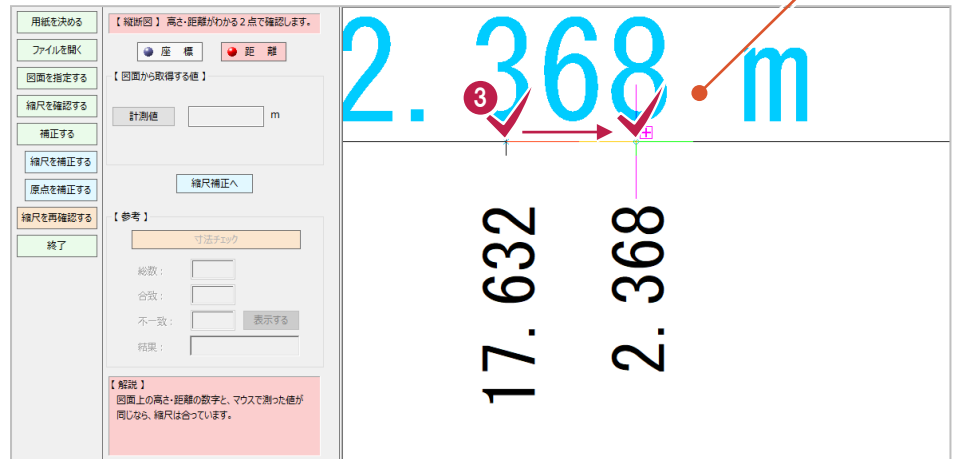 用紙を決める
ファイルを開く
図面を指定する
縮尺を確認する
補正する
縮尺を補正する
原点を補正する
縮尺を再確認する
終了
【 縦断図 】 高さ・距離がわかる２点で確認します。
座 標
距 離
【 図面から取得する値 】
計測値
m
縮尺補正へ
【 参考 】
寸法チェック
総数：
合致：
不一致：
表示する
結果：
【 解説 】
図面上の高さ・距離の数字と、マウスで測った値が
同じなら、縮尺は合っています。
2.368 m
3
17.632
2.368